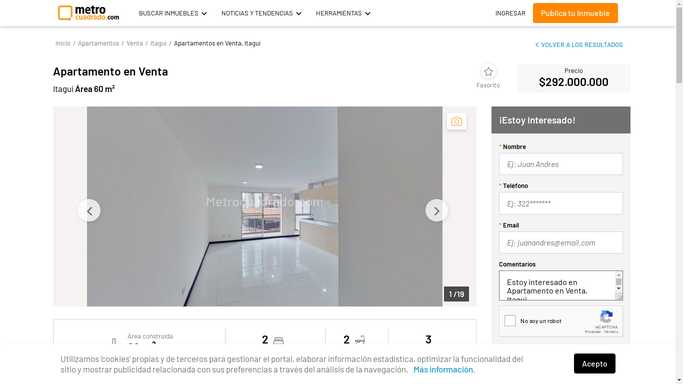 metro
cuadrado.com
BUSCAR INMUEBLES
NOTICIAS Y TENDENCIAS
HERRAMIENTAS
INGRESAR
Publica tu Inmueble
Inicio / Apartamentos / Venta / Itagui / Apartamentos en Venta, Itagui
VOLVER A LOS RESULTADOS
Apartamento en Venta
Itagui Área 60 m²
Favorito
Precio
$292.000.000
Metrocuadrado.com
1 /19
¡Estoy Interesado!
* Nombre
Ej: Juan Andres
* Teléfono
Ej: 322*******
* Email
Ej: juanandres@email.com
Comentarios
Estoy interesado en
Apartamento en Venta,
Itagui
No soy un robot
reCAPTCHA
Privacidad - Términos
Área construida
2
2
3
Utilizamos 'cookies' propias y de terceros para gestionar el portal, elaborar información estadística, optimizar la funcionalidad del
sitio y mostrar publicidad relacionada con sus preferencias a través del análisis de la navegación. Más información.
Acepto